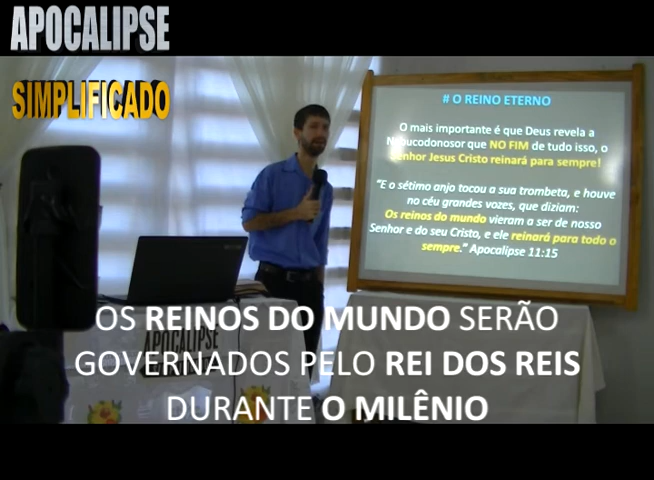 APOCALIPSE
SIMPLIFICADO
# O REINO ETERNO
O mais importante é que Deus revela a
Nabucodonosor que NO FIM de tudo isso, o
Senhor Jesus Cristo reinará para sempre!
"E o sétimo anjo tocou a sua trombeta, e houve
no céu grandes vozes, que diziam:
Os reinos do mundo vieram a ser de nosso
Senhor e do seu Cristo, e ele reinará para todo o
sempre." Apocalipse 11:15
OS REINOS DO MUNDO SERÃO
APOCALIPSE
GOVERNADOS PELO REI DOS REIS
DURANTE O MILÊNIO